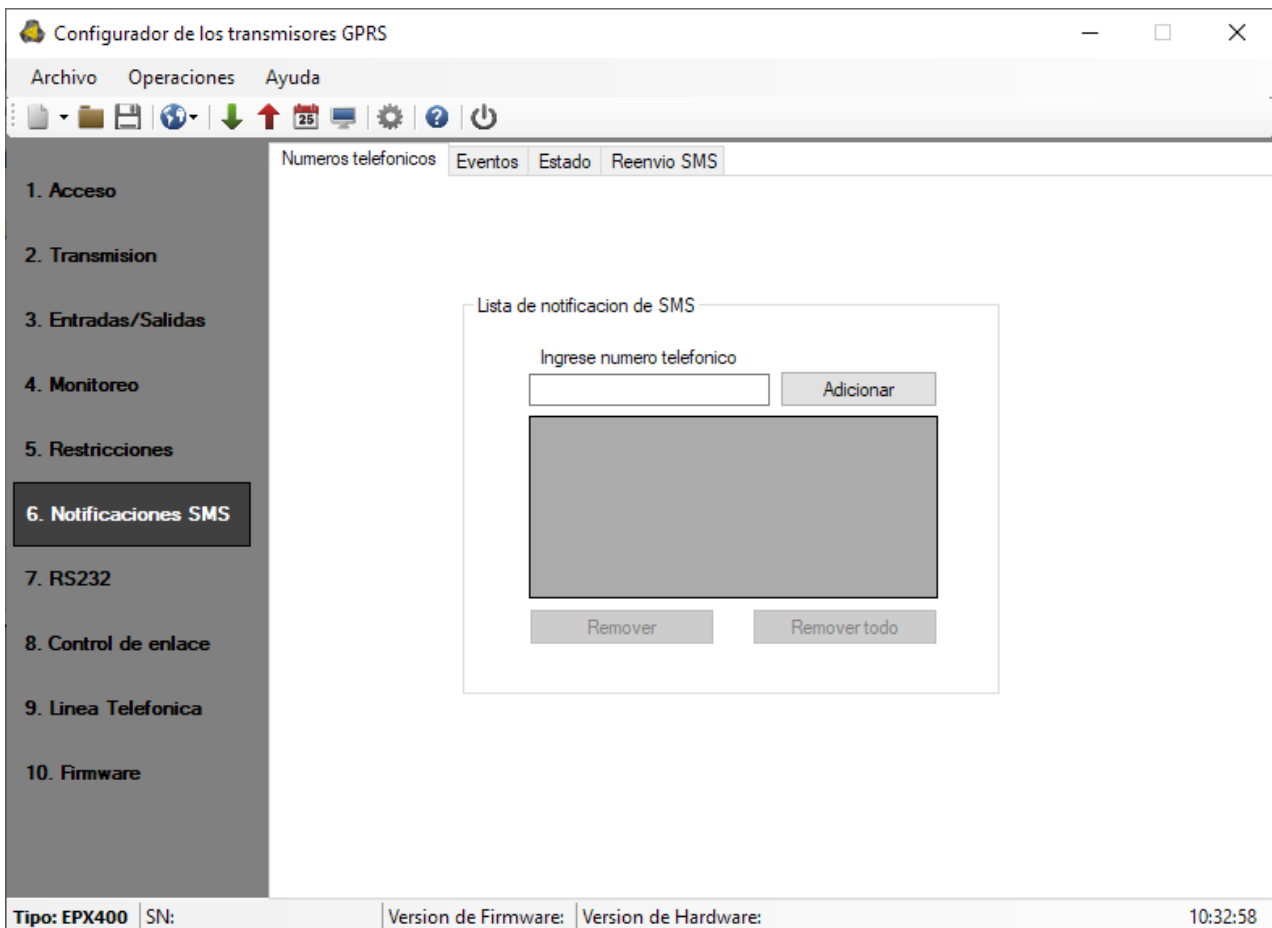 Configurador de los transmisores GPRS
Archivo Operaciones Ayuda
25
Numeros telefonicos Eventos Estado Reenvio SMS
1. Acceso
2. Transmision
3. Entradas/Salidas
4. Monitoreo
5. Restricciones
6. Notificaciones SMS
7. RS232
8. Control de enlace
9. Linea Telefonica
10. Firmware
Lista de notificacion de SMS
Ingrese numero telefonico
Adicionar
Remover Remover todo
Tipo: EPX400 SN: Version de Firmware: Version de Hardware: 10:32:58